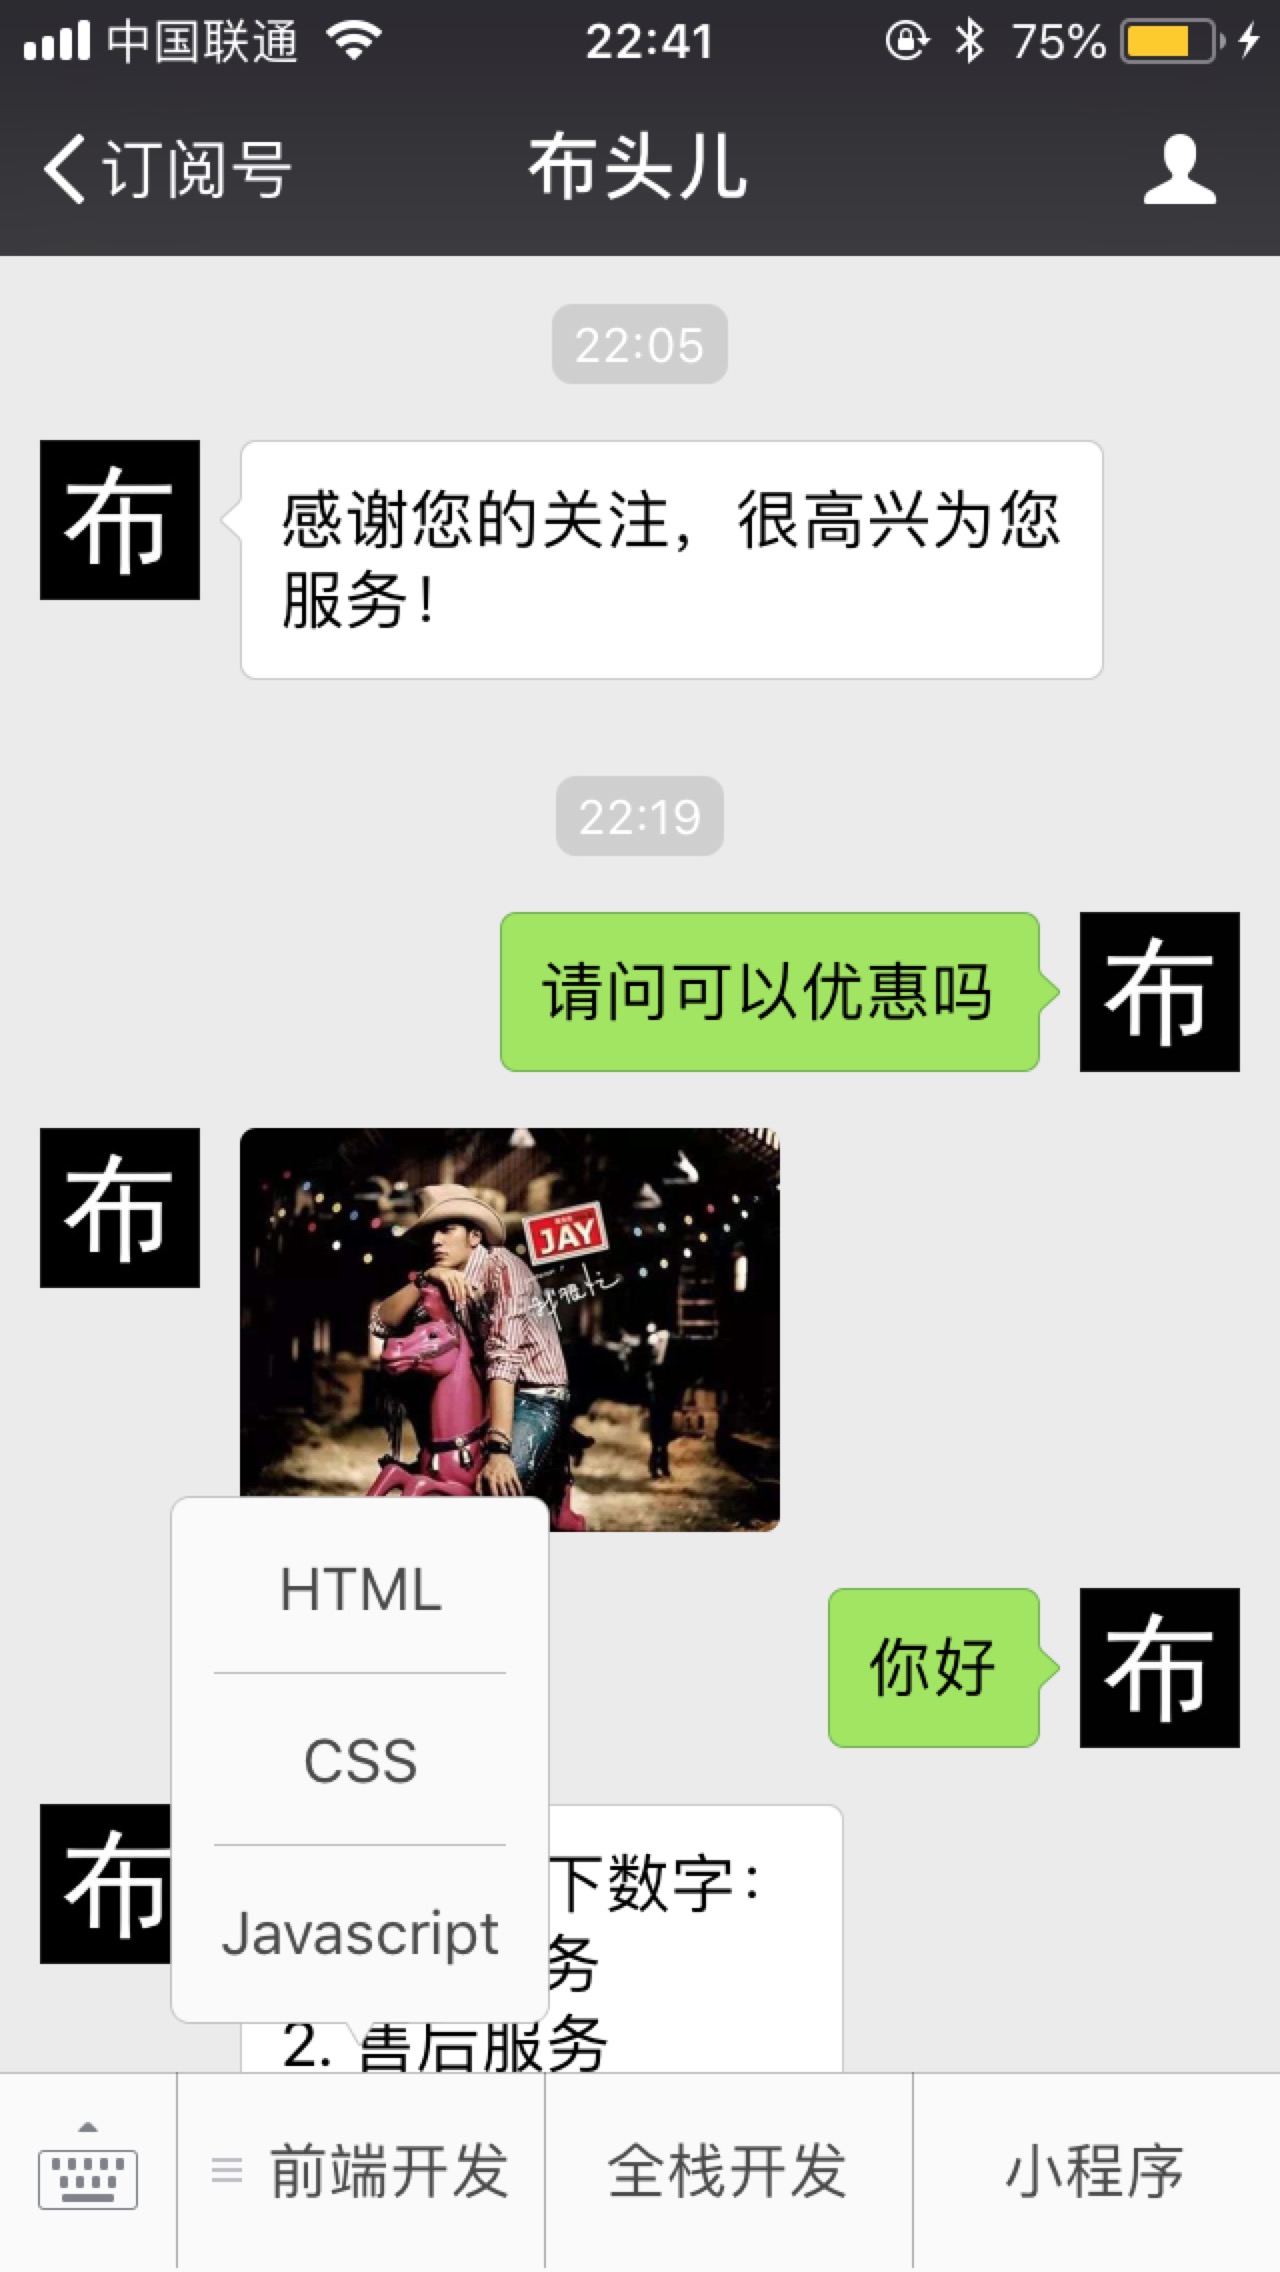 中国联通
22:41
75%
订阅号
布头儿
22:05
布
感谢您的关注，很高兴为您
服务！
22:19
请问可以优惠吗
布
布
JAY
我很忙
你好
布
布
下数字：
务
2. 售后服务
HTML
CSS
Javascript
前端开发
全栈开发
小程序